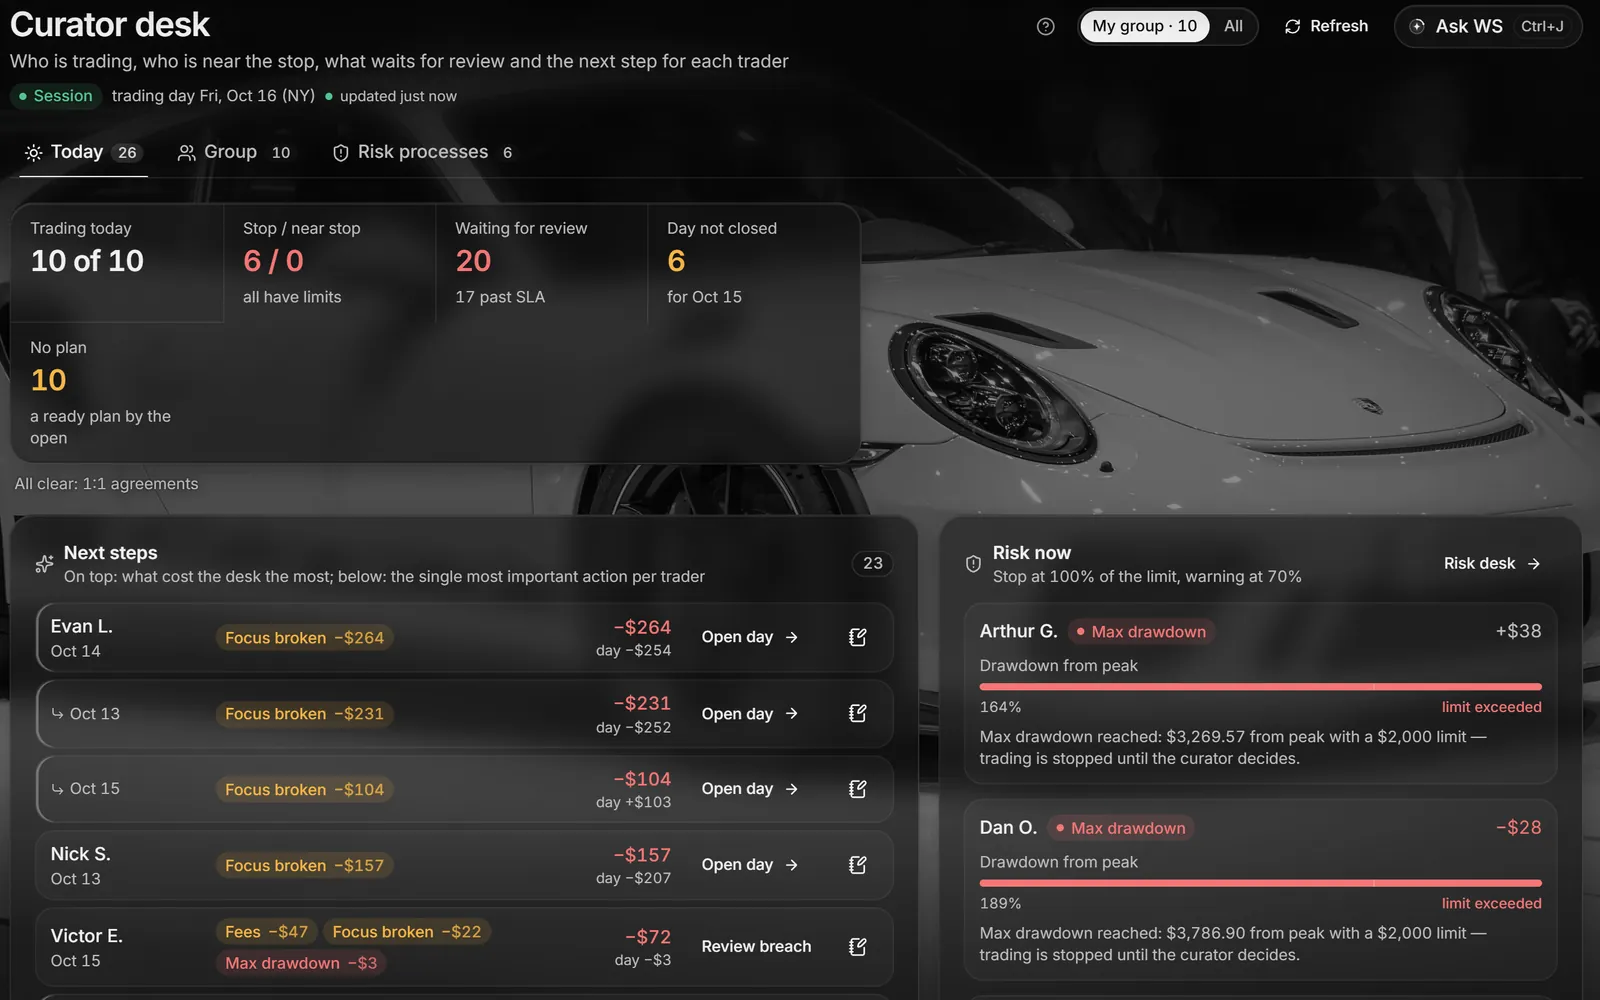 Curator desk
My group · 10
All
Refresh
Ask WS
Ctrl+J
Who is trading, who is near the stop, what waits for review and the next step for each trader
Session
trading day Fri, Oct 16 (NY)
updated just now
Today 26
Group 10
Risk processes 6
Trading today
10 of 10
Stop / near stop
6 / 0
all have limits
Waiting for review
20
17 past SLA
Day not closed
6
for Oct 15
No plan
10
a ready plan by the
open
All clear: 1:1 agreements
Next steps
On top: what cost the desk the most; below: the single most important action per trader
23
Evan L.
Oct 14
Focus broken −$264
−$264
day −$254
Open day →
↳ Oct 13
Focus broken −$231
−$231
day −$252
Open day →
↳ Oct 15
Focus broken −$104
−$104
day +$103
Open day →
Nick S.
Oct 13
Focus broken −$157
−$157
day −$207
Open day →
Victor E.
Oct 15
Fees −$47
Focus broken −$22
Max drawdown −$3
−$72
day −$3
Review breach
Risk now
Stop at 100% of the limit, warning at 70%
Risk desk →
Arthur G.
Max drawdown
+$38
Drawdown from peak
164%
limit exceeded
Max drawdown reached: $3,269.57 from peak with a $2,000 limit —
trading is stopped until the curator decides.
Dan O.
Max drawdown
−$28
Drawdown from peak
189%
limit exceeded
Max drawdown reached: $3,786.90 from peak with a $2,000 limit —
trading is stopped until the curator decides.